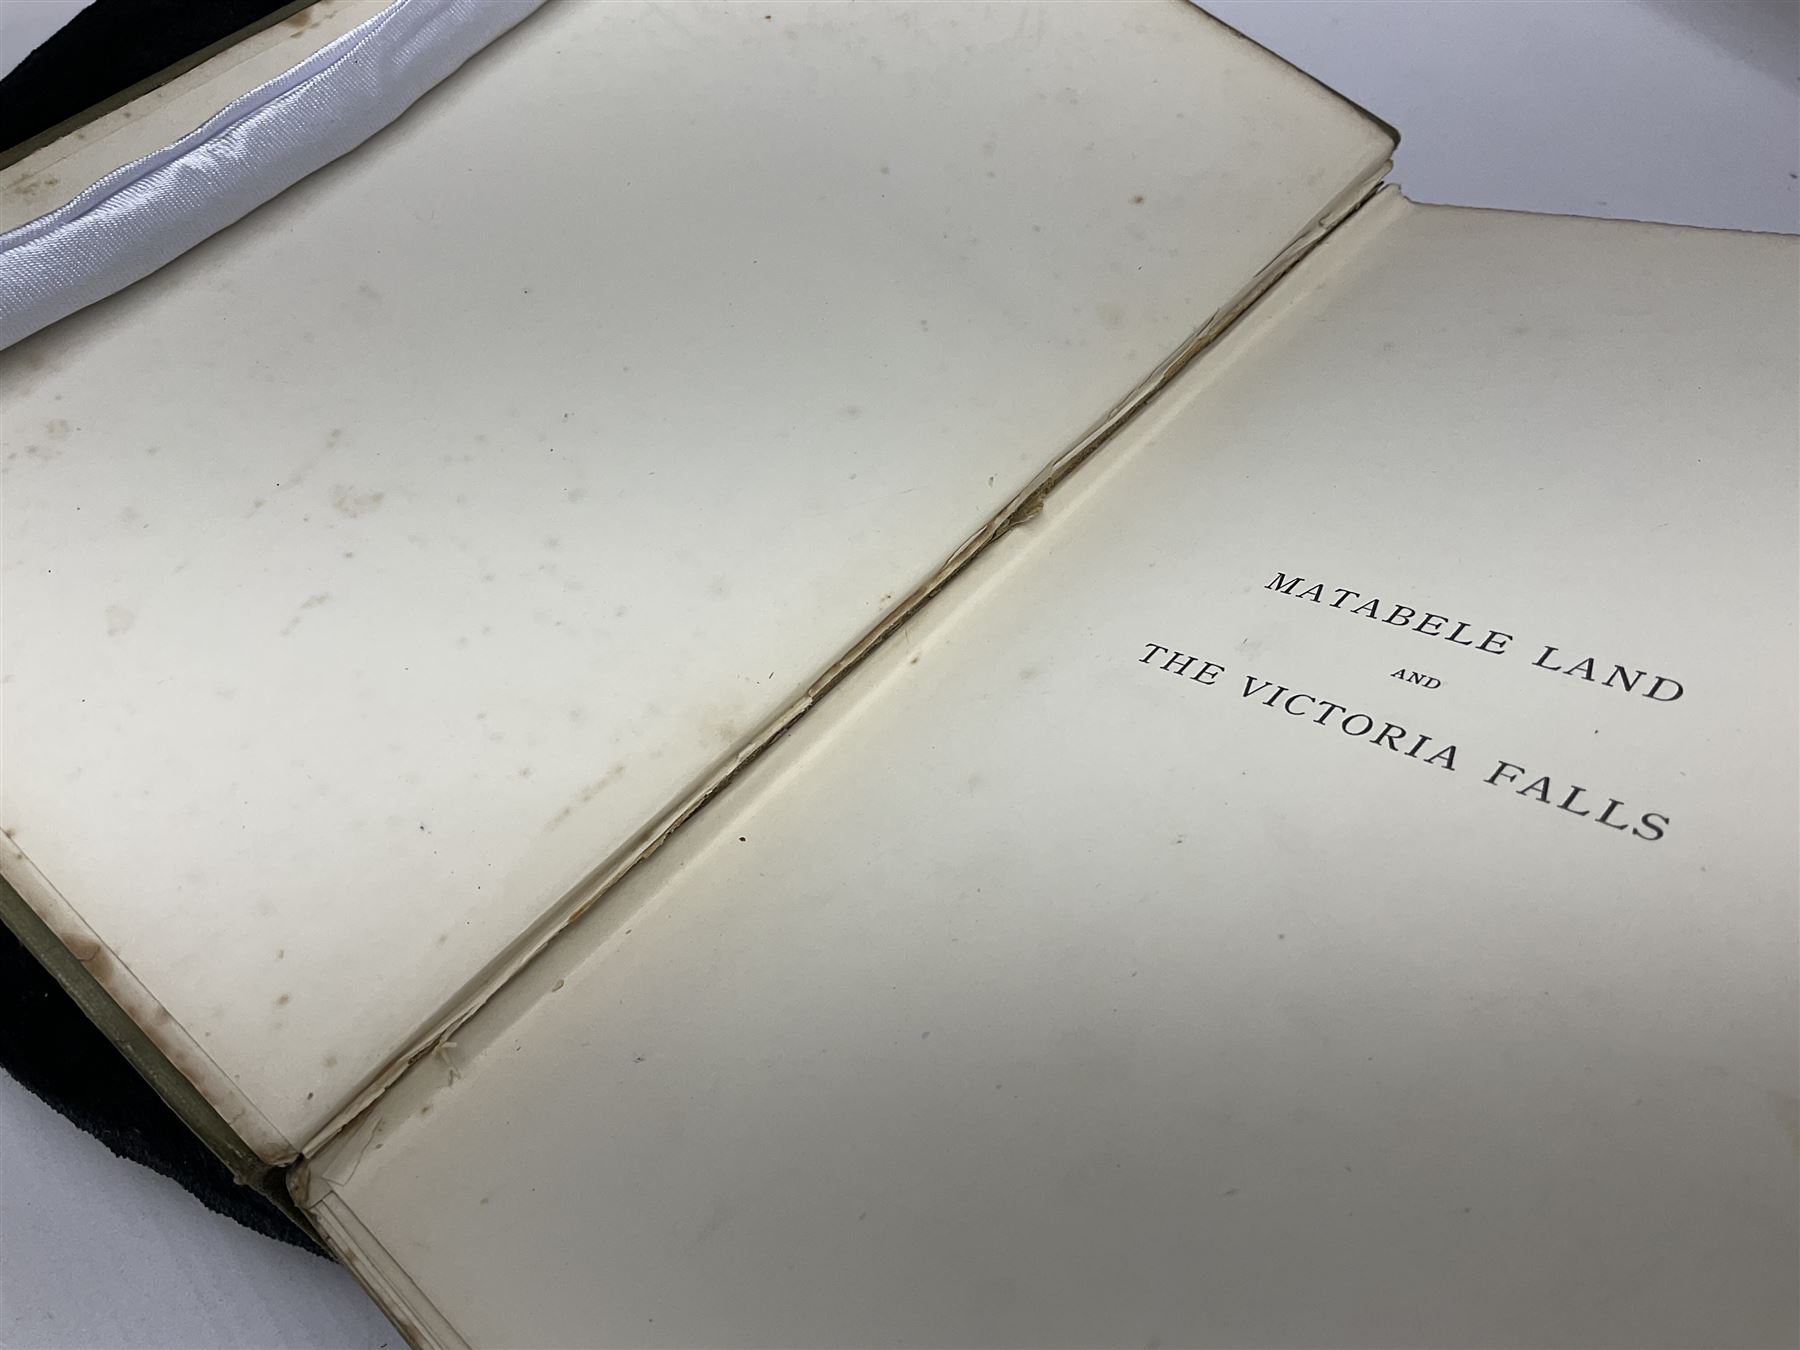 MATABELE LAND
AND
THE VICTORIA FALLS